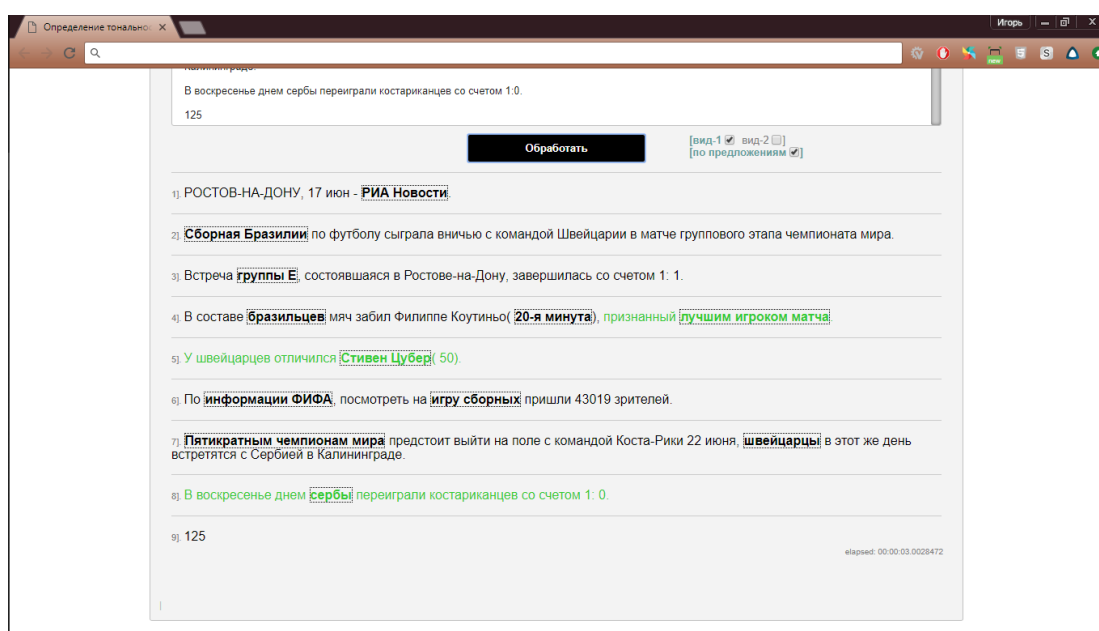 Определение тонально
Игорь
new
S
В воскресенье днем сербы переиграли костариканцев со счетом 1:0.
125
Обработать
[вид-1 вид-2]
[по предложениям]
1]. РОСТОВ-НА-ДОНУ, 17 июн - РИА Новости.
2]. Сборная Бразилии по футболу сыграла вничью с командой Швейцарии в матче группового этапа чемпионата мира.
3]. Встреча группы Е, состоявшаяся в Ростове-на-Дону, завершилась со счетом 1: 1.
4]. В составе бразильцев мяч забил Филиппе Коутиньо( 20-я минута), признанный лучшим игроком матча.
5]. У швейцарцев отличился Стивен Цубер( 50).
6]. По информации ФИФА, посмотреть на игру сборных пришли 43019 зрителей.
7]. Пятикратным чемпионам мира предстоит выйти на поле с командой Коста-Рики 22 июня, швейцарцы в этот же день
встретятся с Сербией в Калининграде.
8]. В воскресенье днем сербы переиграли костариканцев со счетом 1: 0.
9]. 125
elapsed: 00:00:03.0028472